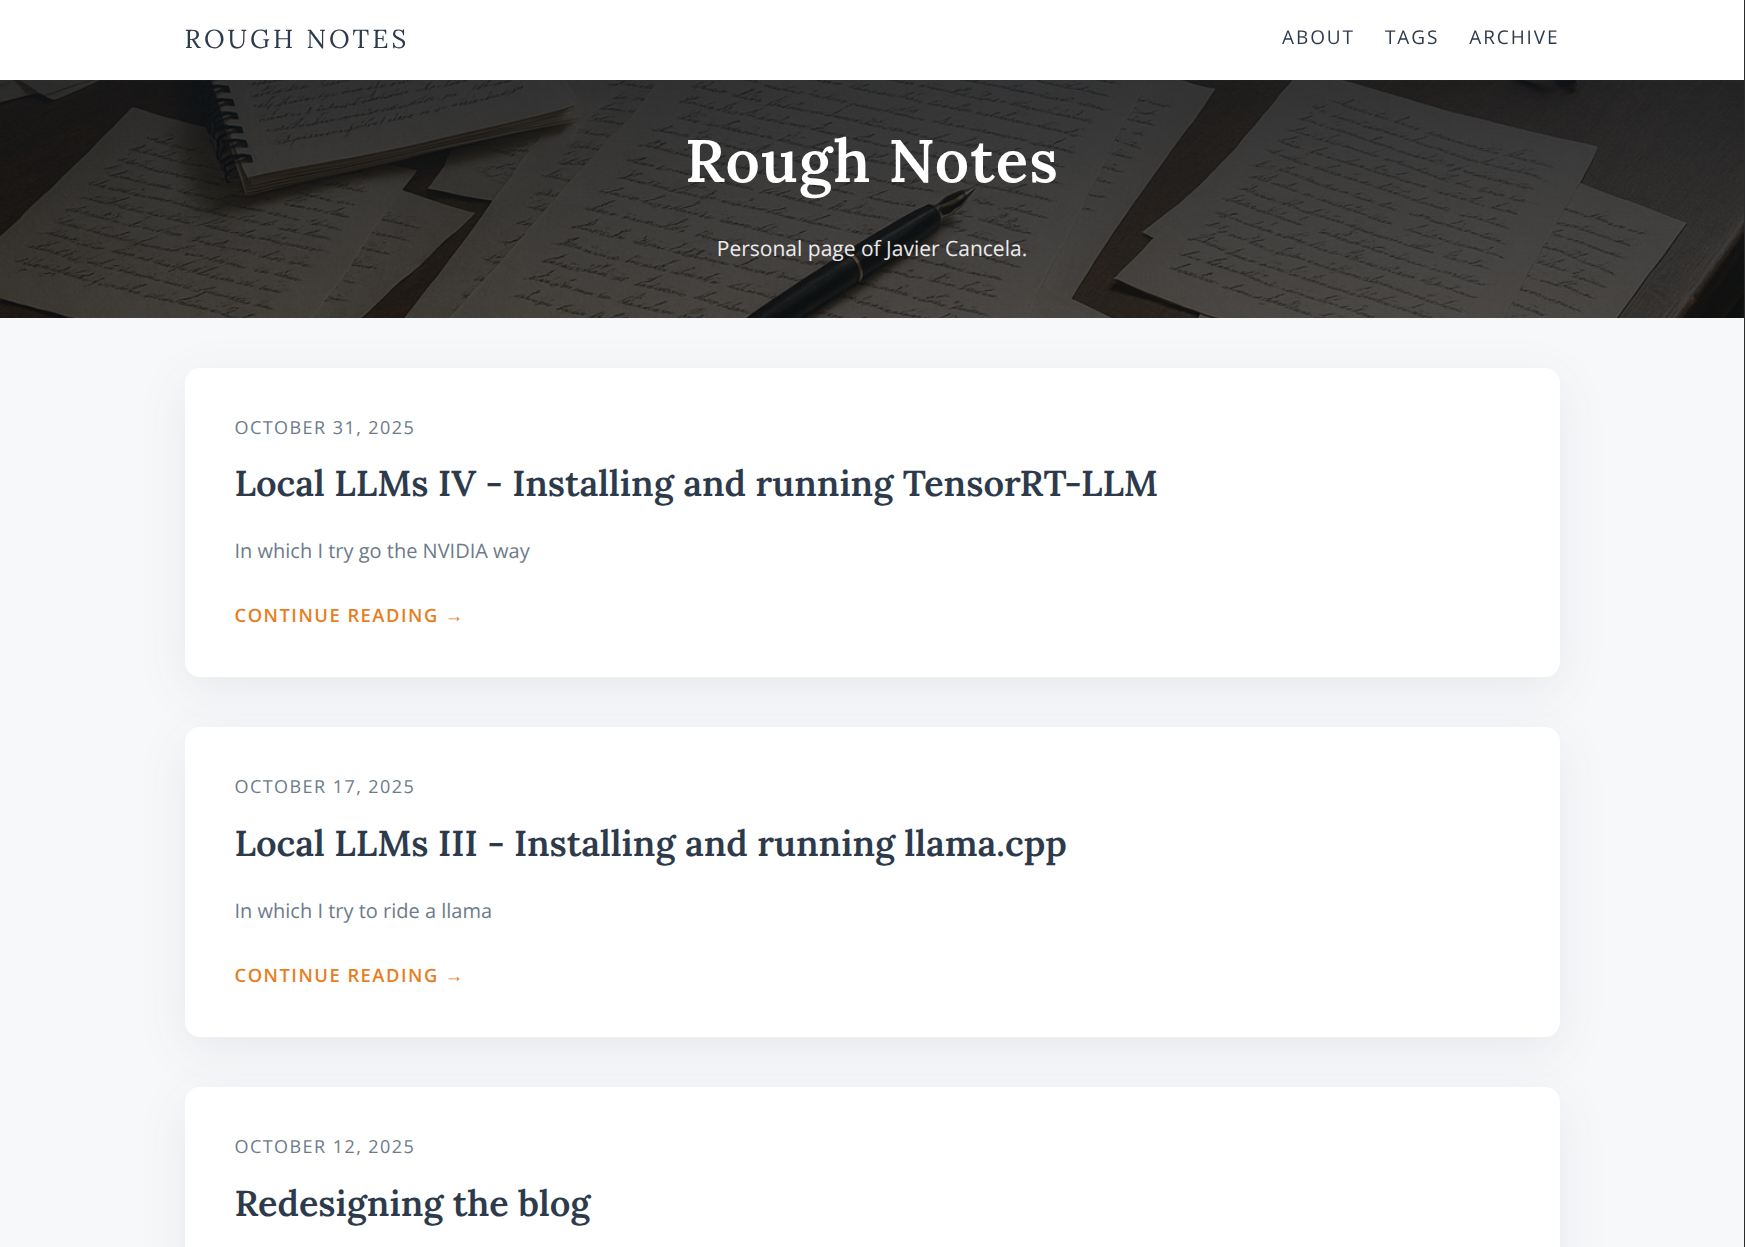 ROUGH NOTES
ABOUT TAGS ARCHIVE
Rough Notes
Personal page of Javier Cancela.
OCTOBER 31, 2025
Local LLMs IV - Installing and running TensorRT-LLM
In which I try go the NVIDIA way
CONTINUE READING →
OCTOBER 17, 2025
Local LLMs III - Installing and running llama.cpp
In which I try to ride a llama
CONTINUE READING →
OCTOBER 12, 2025
Redesigning the blog